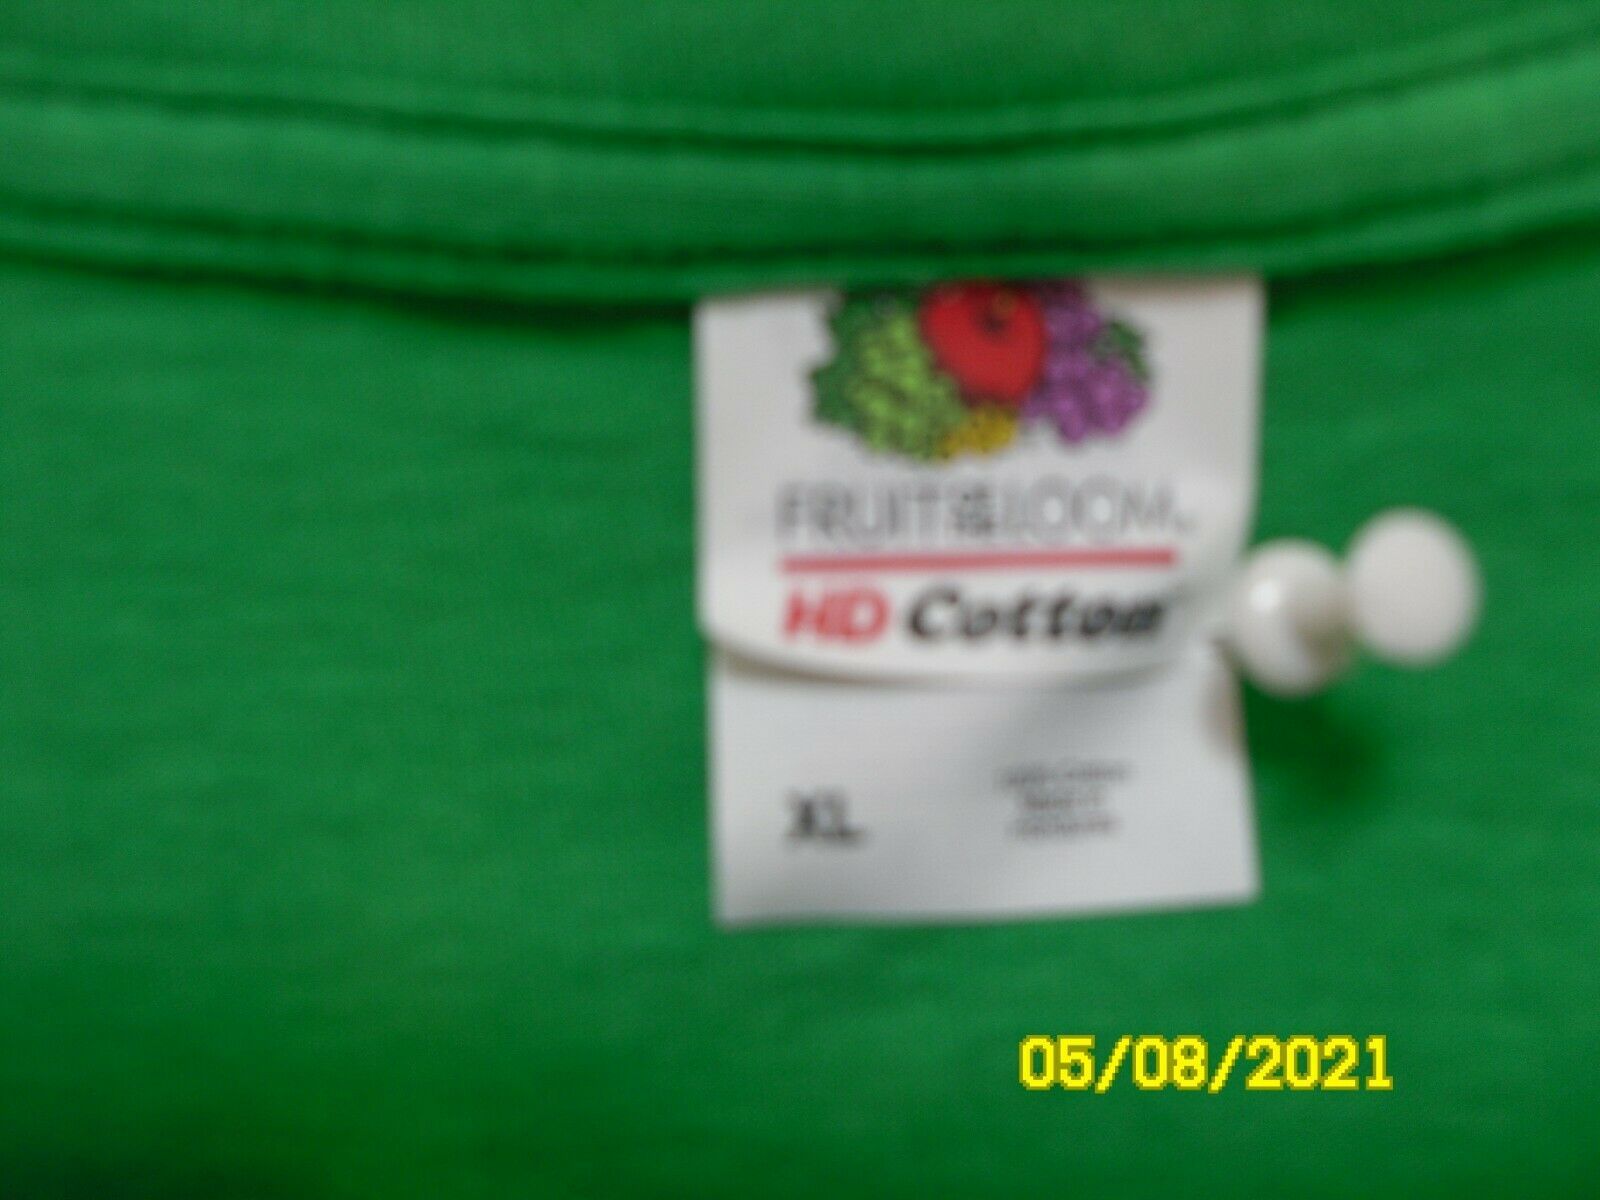 FRUIT OF THE LOOM
HD Cotton
XL
05/08/2021